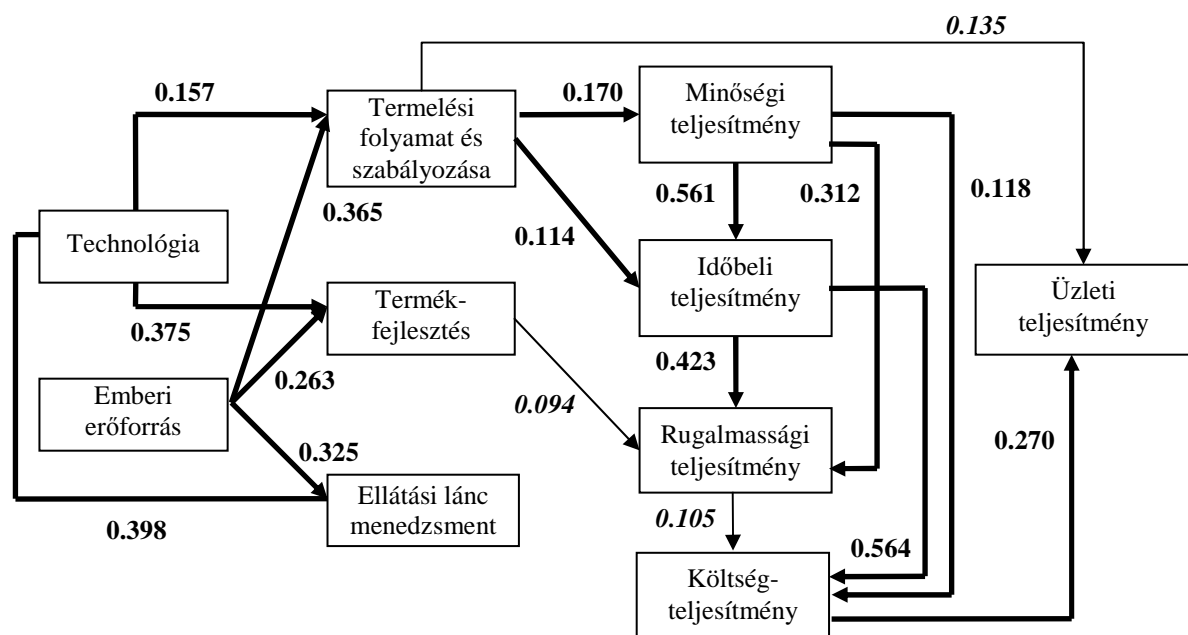 0.135
0.157
Termelési
folyamat és
szabályozása
0.170
Minőségi
teljesítmény
0.365
0.561
0.312
0.118
Technológia
0.114
Időbeli
teljesítmény
Üzleti
teljesítmény
Termék-
fejlesztés
0.375
0.423
0.263
Emberi
erőforrás
0.094
Rugalmassági
teljesítmény
0.270
0.325
Ellátási lánc
menedzsment
0.398
0.105
0.564
Költség-
teljesítmény